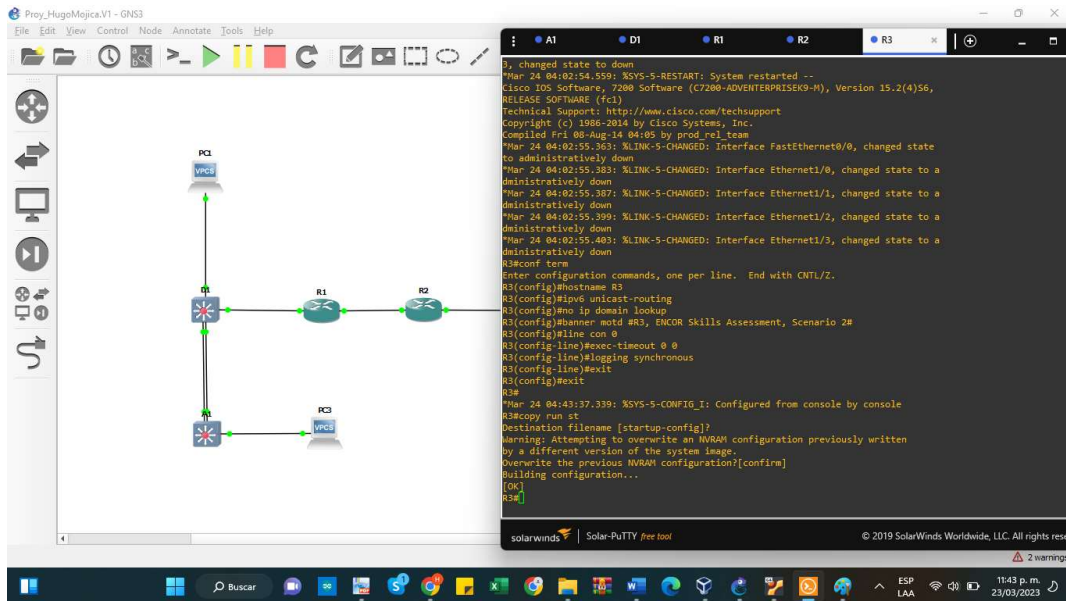 Proy_HugoMojica.V1 - GNS3
File Edit View Control Node Annotate Tools Help
A1 D1 R1 R2 R3
PC1
VPCS
D1
R1
R2
A1
PC3
VPCS
3, changed state to down
*Mar 24 04:02:54.559: %SYS-5-RESTART: System restarted --
Cisco IOS Software, 7200 Software (C7200-ADVENTERPRISEK9-M), Version 15.2(4)S6,
RELEASE SOFTWARE (fc1)
Technical Support: http://www.cisco.com/techsupport
Copyright (c) 1986-2014 by Cisco Systems, Inc.
Compiled Fri 08-Aug-14 04:05 by prod_rel_team
*Mar 24 04:02:55.363: %LINK-5-CHANGED: Interface FastEthernet0/0, changed state
to administratively down
*Mar 24 04:02:55.383: %LINK-5-CHANGED: Interface Ethernet1/0, changed state to a
dministratively down
*Mar 24 04:02:55.387: %LINK-5-CHANGED: Interface Ethernet1/1, changed state to a
dministratively down
*Mar 24 04:02:55.399: %LINK-5-CHANGED: Interface Ethernet1/2, changed state to a
dministratively down
*Mar 24 04:02:55.403: %LINK-5-CHANGED: Interface Ethernet1/3, changed state to a
dministratively down
R3#conf term
Enter configuration commands, one per line. End with CNTL/Z.
R3(config)#hostname R3
R3(config)#ipv6 unicast-routing
R3(config)#no ip domain lookup
R3(config)#banner motd #R3, ENCOR Skills Assessment, Scenario 2#
R3(config)#line con 0
R3(config-line)#exec-timeout 0 0
R3(config-line)#logging synchronous
R3(config-line)#exit
R3(config)#exit
R3#
*Mar 24 04:43:37.339: %SYS-5-CONFIG_I: Configured from console by console
R3#copy run st
Destination filename [startup-config]?
Warning: Attempting to overwrite an NVRAM configuration previously written
by a different version of the system image.
Overwrite the previous NVRAM configuration?[confirm]
Building configuration...
[OK]
R3#
solarwinds Solar-PuTTY free tool © 2019 SolarWinds Worldwide, LLC. All rights rese
2 warnings
Buscar
ESP
LAA
11:43 p. m.
23/03/2023